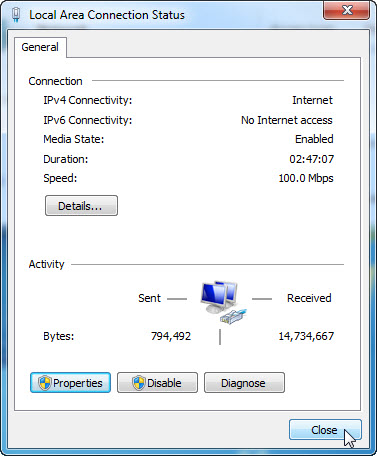 Local Area Connection Status
General
Connection
IPv4 Connectivity: Internet
IPv6 Connectivity: No Internet access
Media State: Enabled
Duration: 02:47:07
Speed: 100.0 Mbps
Details...
Activity
Sent Received
Bytes: 794,492 14,734,667
Properties Disable Diagnose
Close